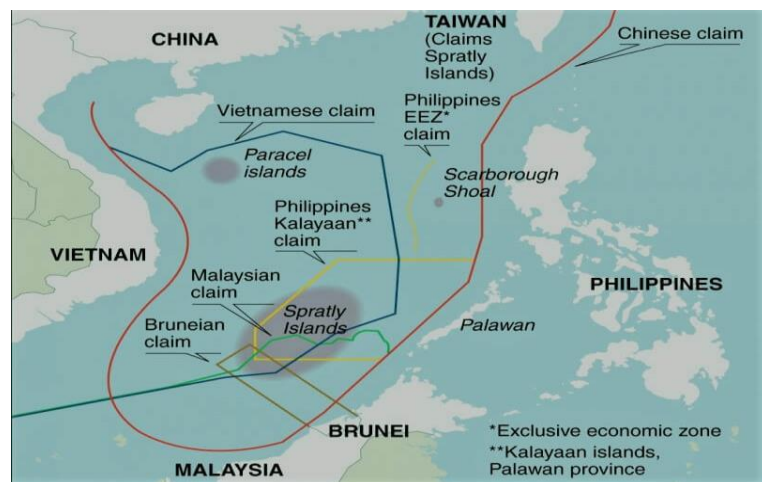 CHINA
TAIWAN
(Claims
Spratly
Islands)
Chinese claim
Vietnamese claim
Philippines
EEZ*
claim
Paracel
islands
Scarborough
Shoal
Philippines
Kalayaan**
claim
VIETNAM
Malaysian
claim
PHILIPPINES
Spratly
Islands
Bruneian
claim
Palawan
BRUNEI
*Exclusive economic zone
**Kalayaan islands,
Palawan province
MALAYSIA